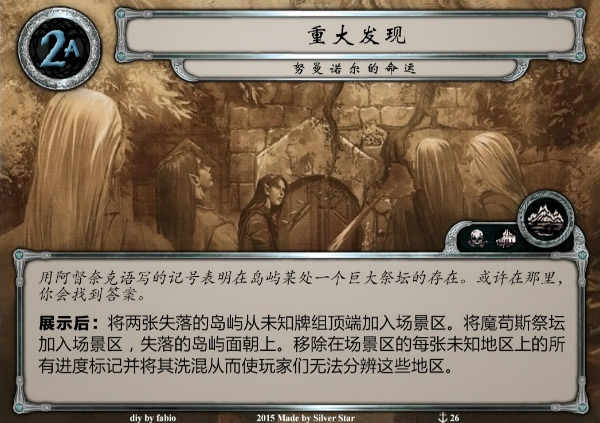 2A
重大发现
努曼诺尔的命运
用阿督奈克语写的记号表明在岛屿某处一个巨大祭坛的存在。或许在那里，
你会找到答案。
展示后：将两张失落的岛屿从未知牌组顶端加入场景区。将魔苟斯祭坛
加入场景区，失落的岛屿面朝上。移除在场景区的每张未知地区上的所
有进度标记并将其洗混从而使玩家们无法分辨这些地区。
diy by fabio 2015 Made by Silver Star 26